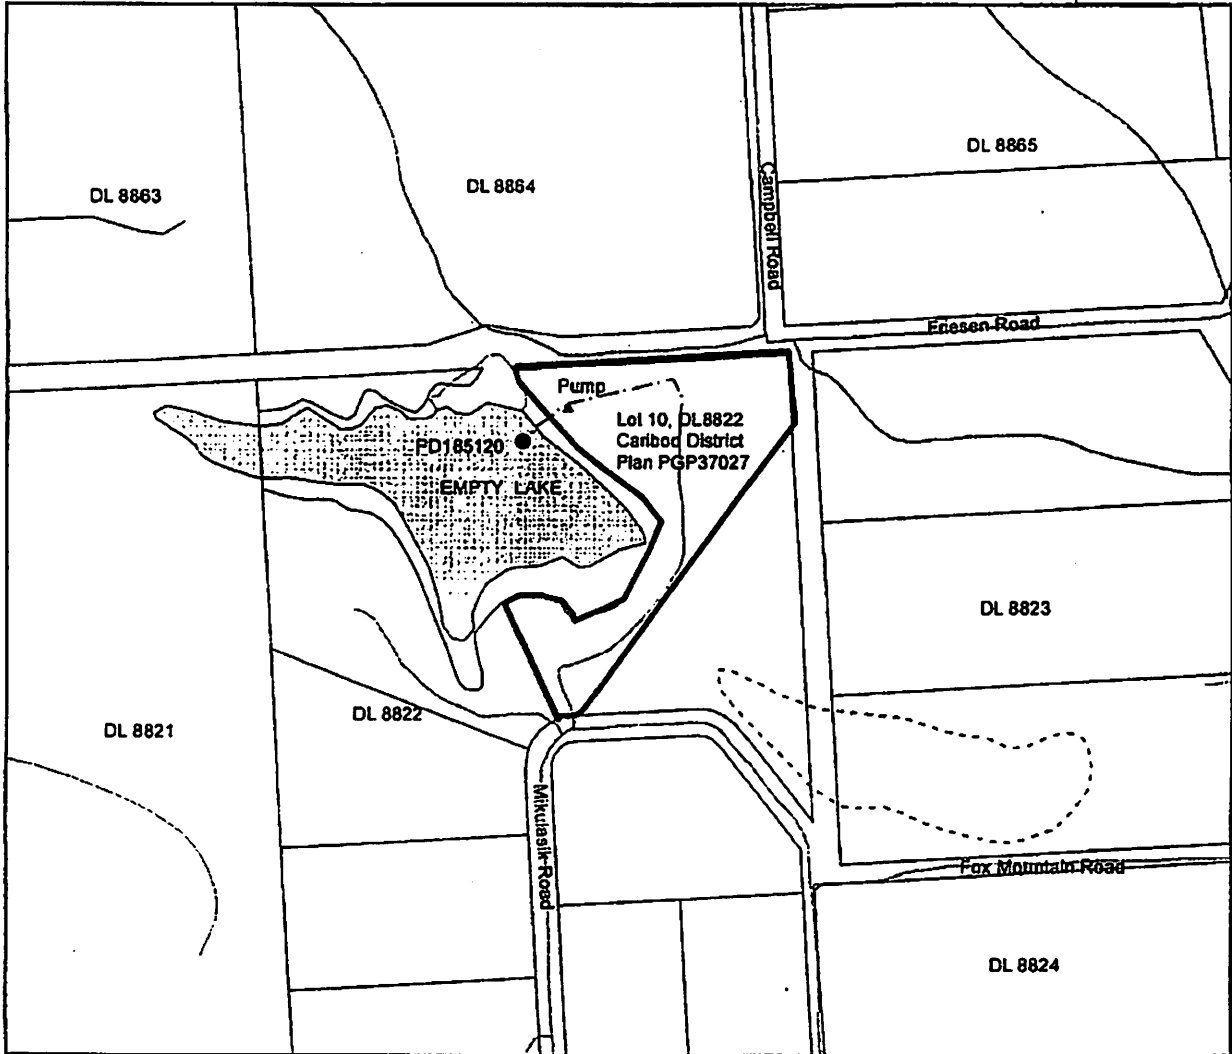 DL 8865
DL 8863
DL 8864
Campbell Road
Friesen Road
Pump
Lot 10, DL8822
Cariboo District
Plan PGP37027
PD185120
EMPTY LAKE
DL 8823
DL 8822
DL 8821
Mikulasik Road
Fox Mountain Road
DL 8824